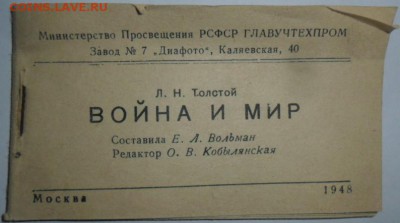 COINS.LAVE.RU
Министерство Просвещения РСФСР ГЛАВУЧТЕХПРОМ
Завод № 7 „Диафото“, Каляевская, 40
Л. Н. Толстой
ВОЙНА И МИР
Составила Е. Л. Вольман
Редактор О. В. Кобылянская
Москва 1948